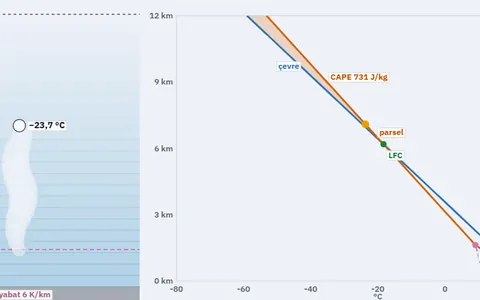 12 km
çevre
CAPE 731 J/kg
9 km
−23,7 °C
parsel
LFC
6 km
3 km
0 km
-80
-60
-40
-20
0
°C
yabat 6 K/km